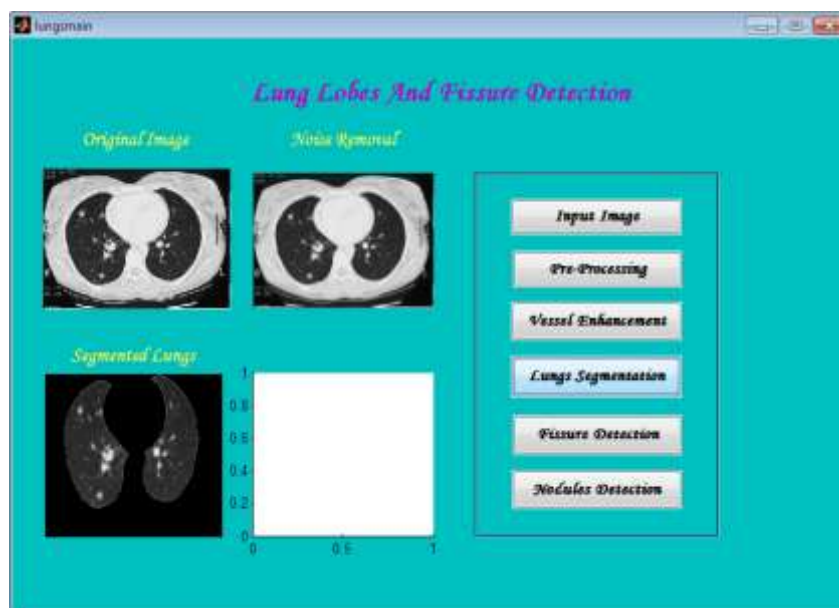 lungsmain
Lung Lobes And Fissure Detection
Original Image
Noise Removal
Input Image
Pre-Processing
Vessel Enhancement
Segmented Lungs
Lungs Segmentation
Fissure Detection
Nodules Detection
1
0.8
0.6
0.4
0.2
0
0
0.5
1